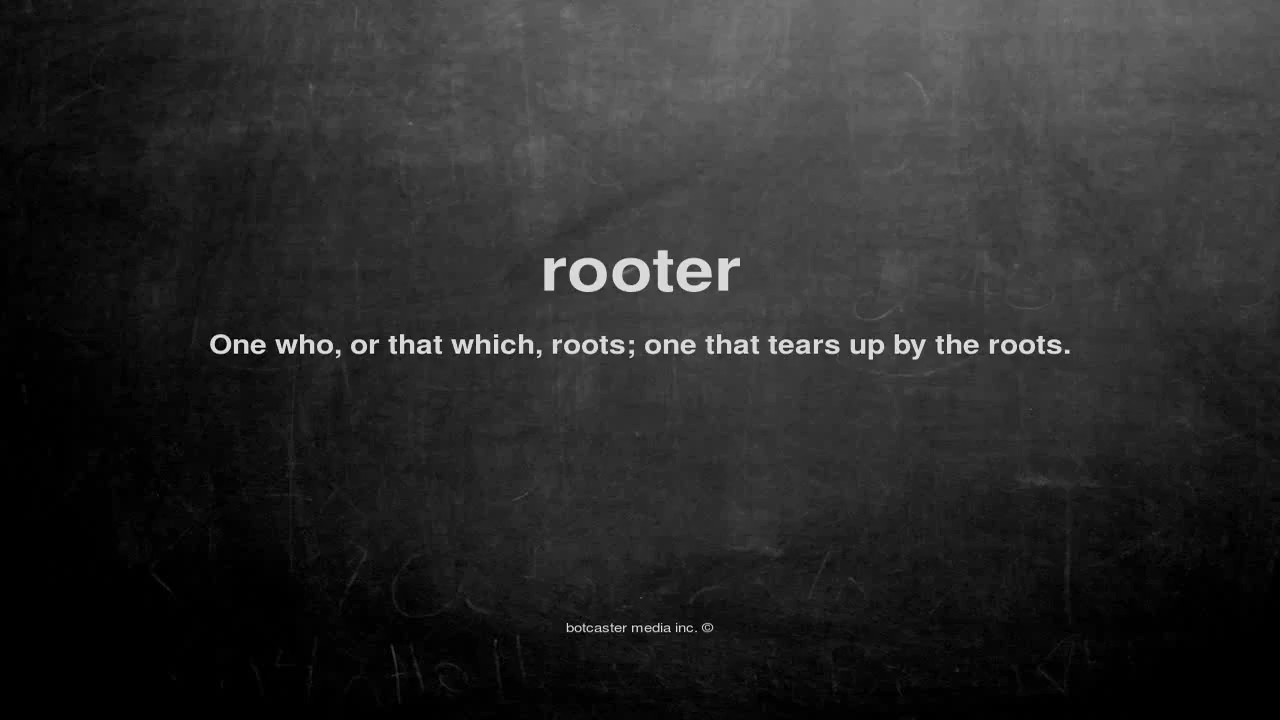 rooter
One who, or that which, roots; one that tears up by the roots.
botcaster media inc. ©